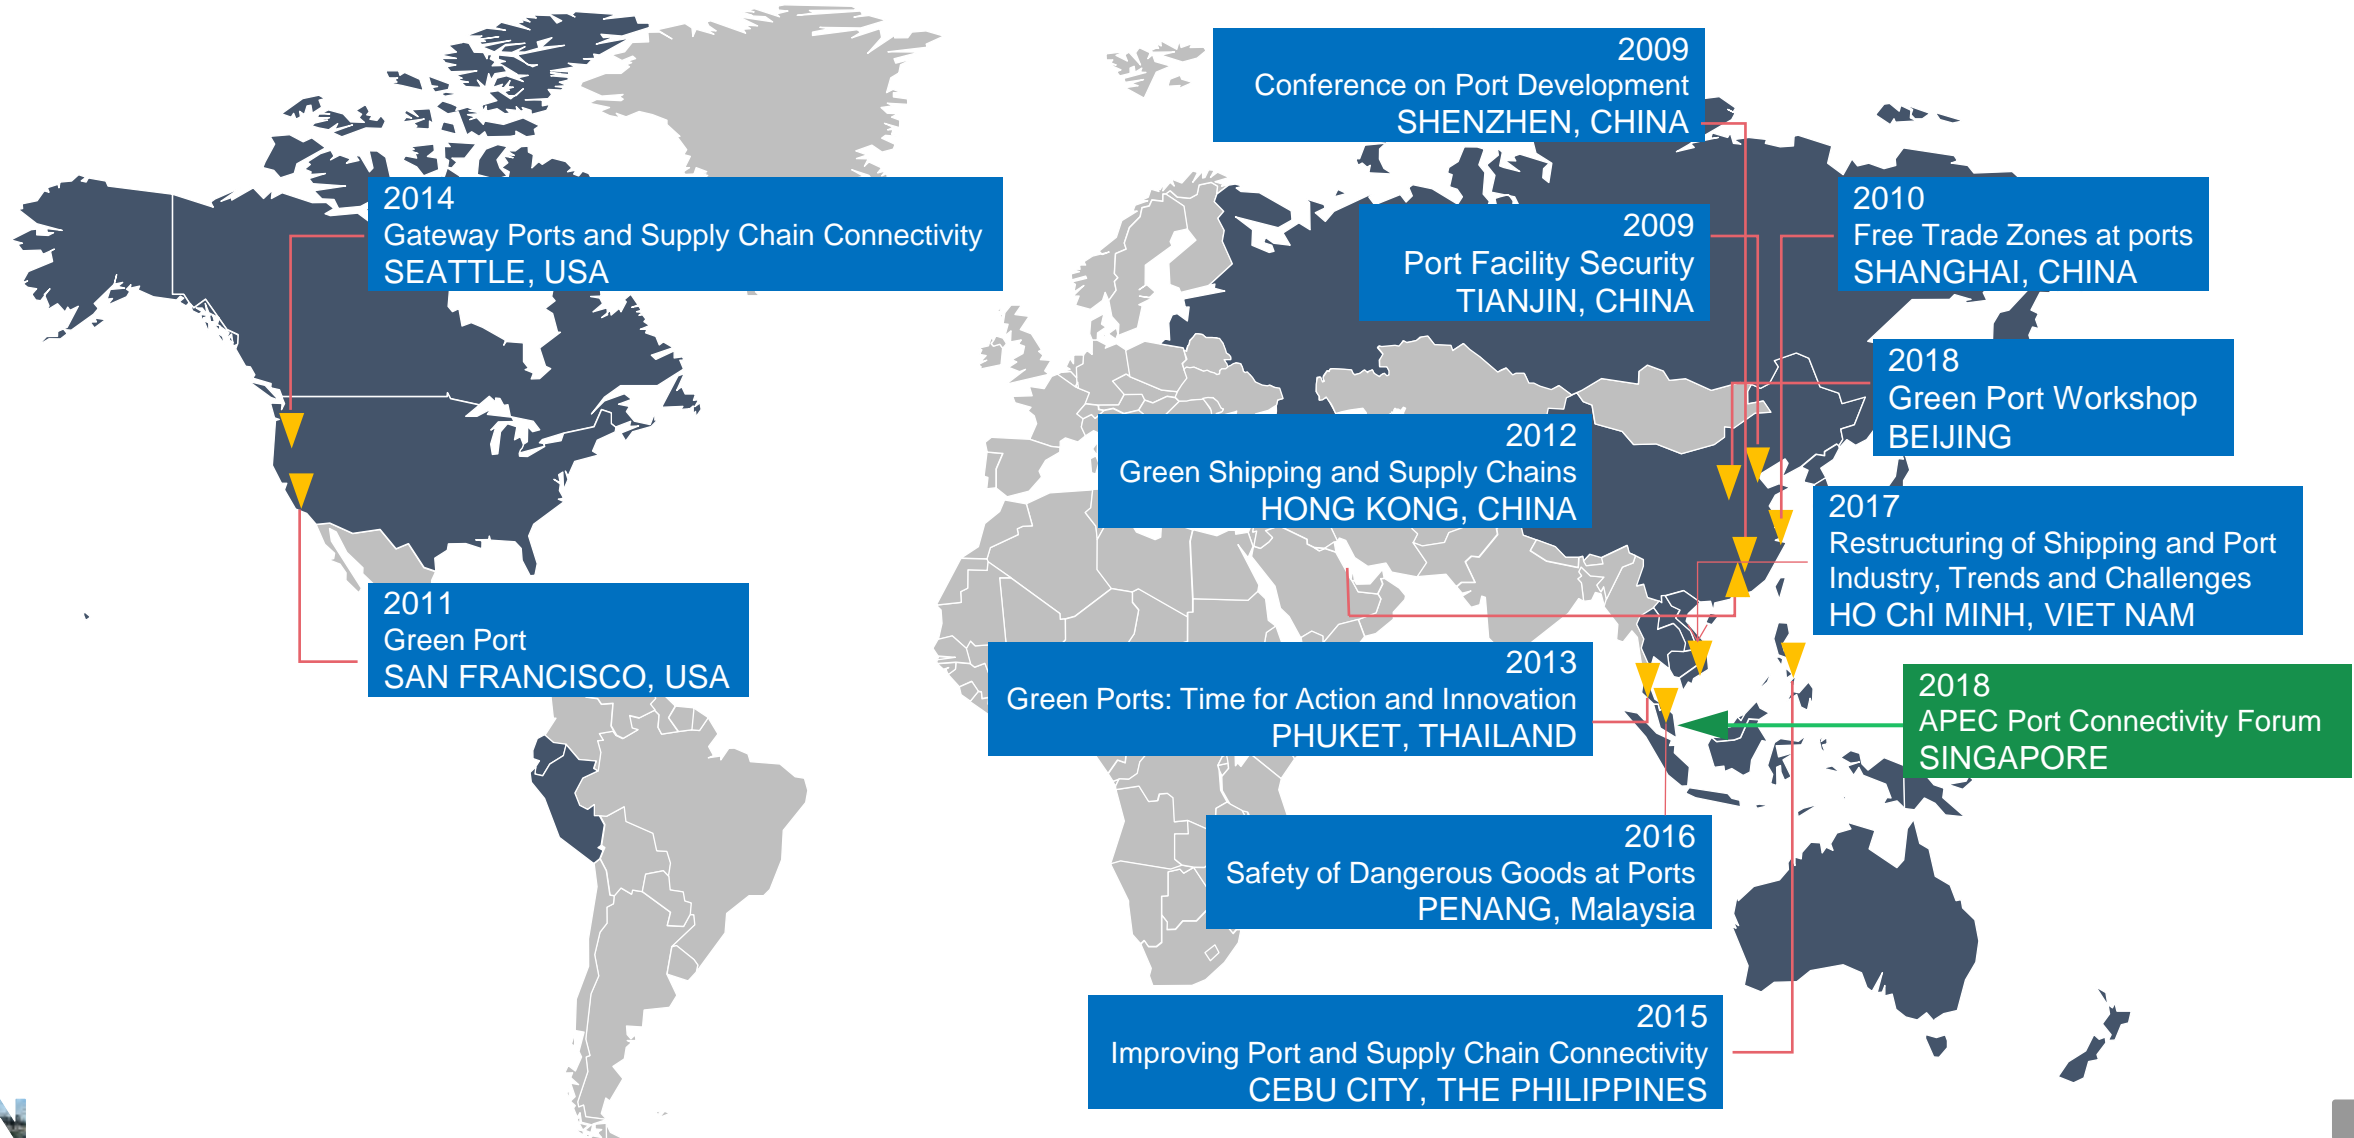 2009
Conference on Port Development
SHENZHEN, CHINA
2014
Gateway Ports and Supply Chain Connectivity
SEATTLE, USA
2009
Port Facility Security
TIANJIN, CHINA
2010
Free Trade Zones at ports
SHANGHAI, CHINA
2018
Green Port Workshop
BEIJING
2012
Green Shipping and Supply Chains
HONG KONG, CHINA
2017
Restructuring of Shipping and Port
Industry, Trends and Challenges
HO ChI MINH, VIET NAM
2011
Green Port
SAN FRANCISCO, USA
2013
Green Ports: Time for Action and Innovation
PHUKET, THAILAND
2018
APEC Port Connectivity Forum
SINGAPORE
2016
Safety of Dangerous Goods at Ports
PENANG, Malaysia
2015
Improving Port and Supply Chain Connectivity
CEBU CITY, THE PHILIPPINES